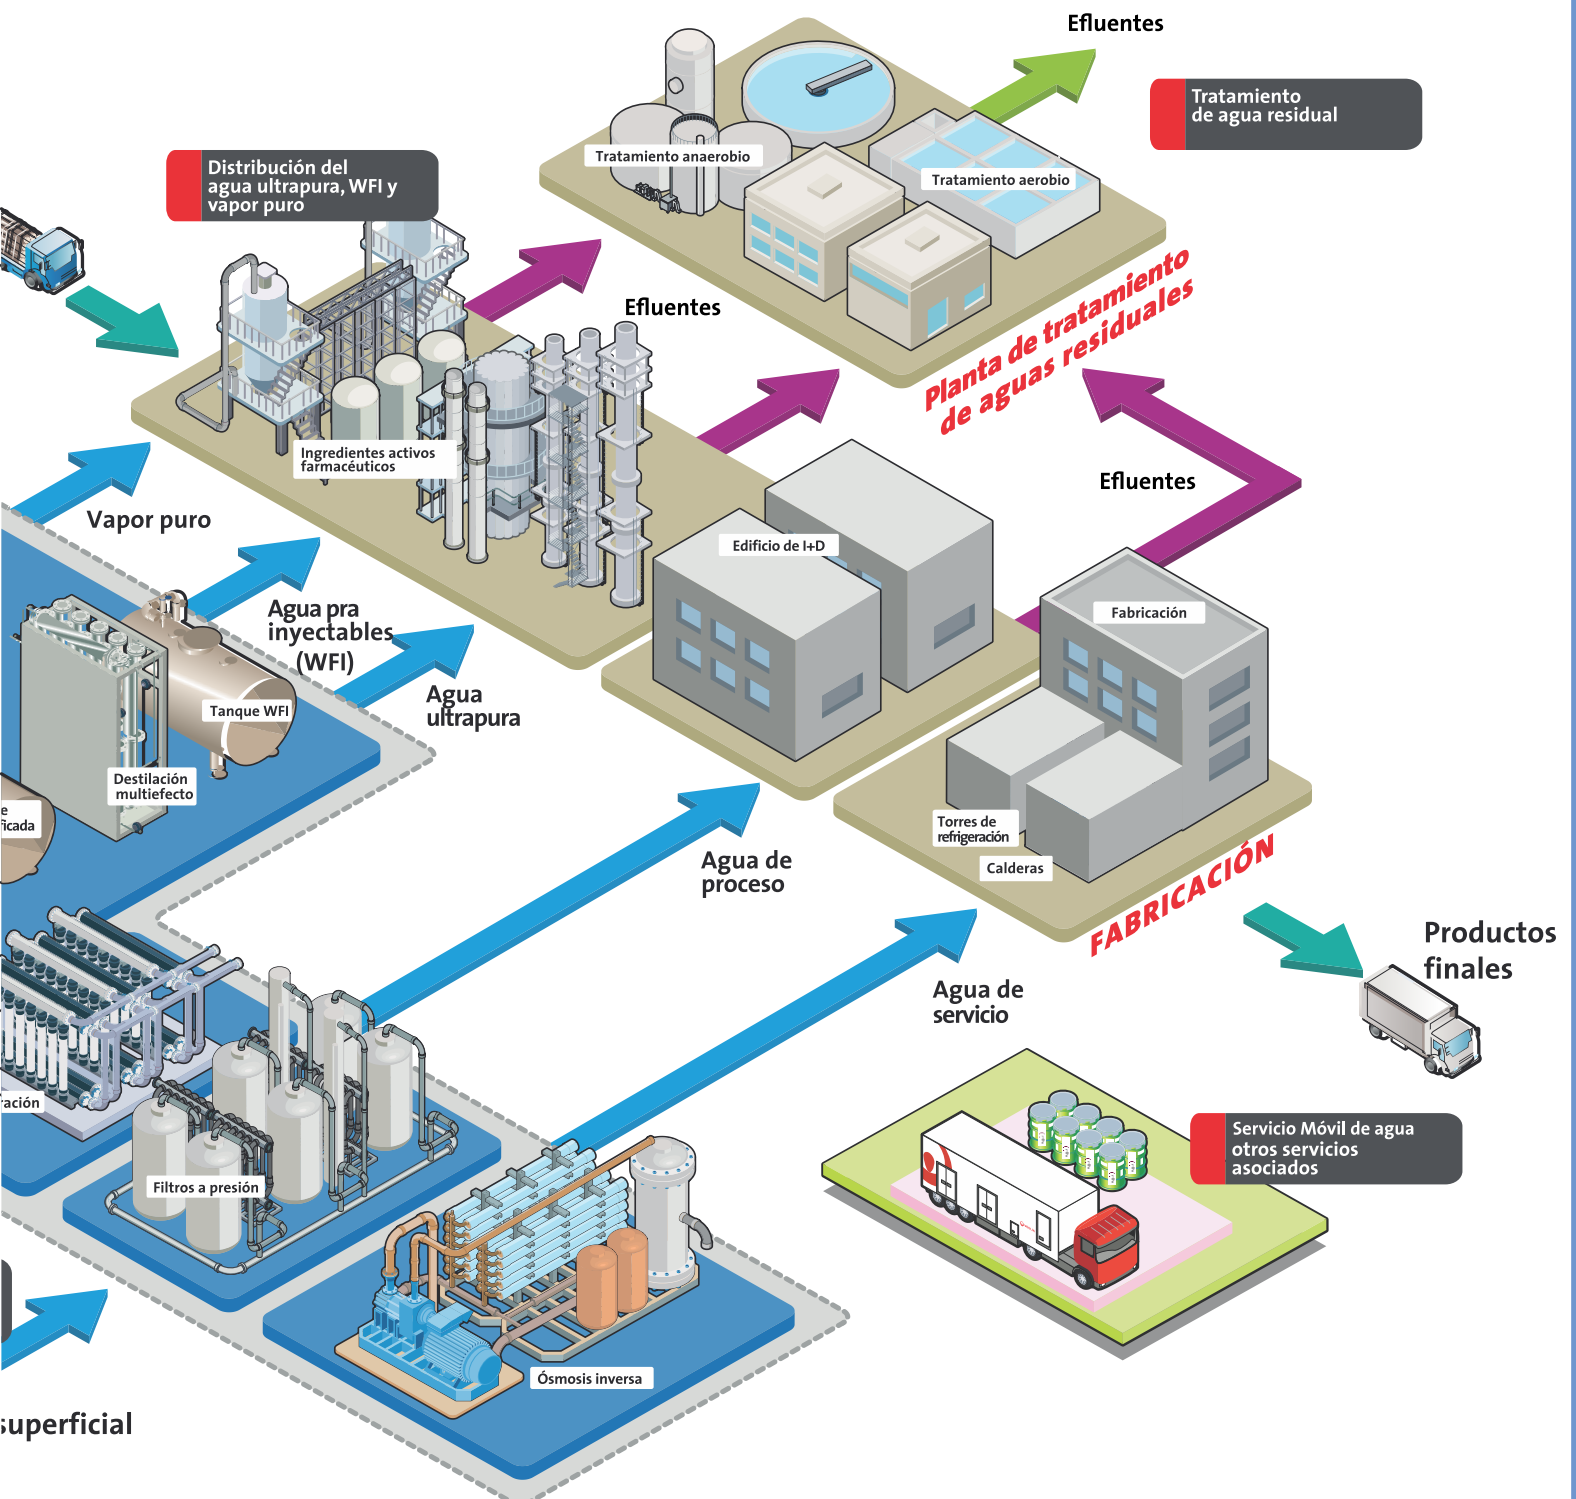 Efluentes
Tratamiento
de agua residual
Distribución del
agua ultrapura, WFI y
vapor puro
Tratamiento anaerobio
Tratamiento aerobio
Planta de tratamiento
de aguas residuales
Efluentes
Ingredientes activos
farmacéuticos
Efluentes
Vapor puro
Edificio de I+D
Agua pra
inyectables
(WFI)
Fabricación
Agua
ultrapura
Tanque WFI
Destilación
multiefecto
e
ficada
Torres de
refrigeración
Calderas
FABRICACIÓN
Agua de
proceso
Productos
finales
Agua de
servicio
ración
Servicio Móvil de agua
otros servicios
asociados
Filtros a presión
Ósmosis inversa
superficial